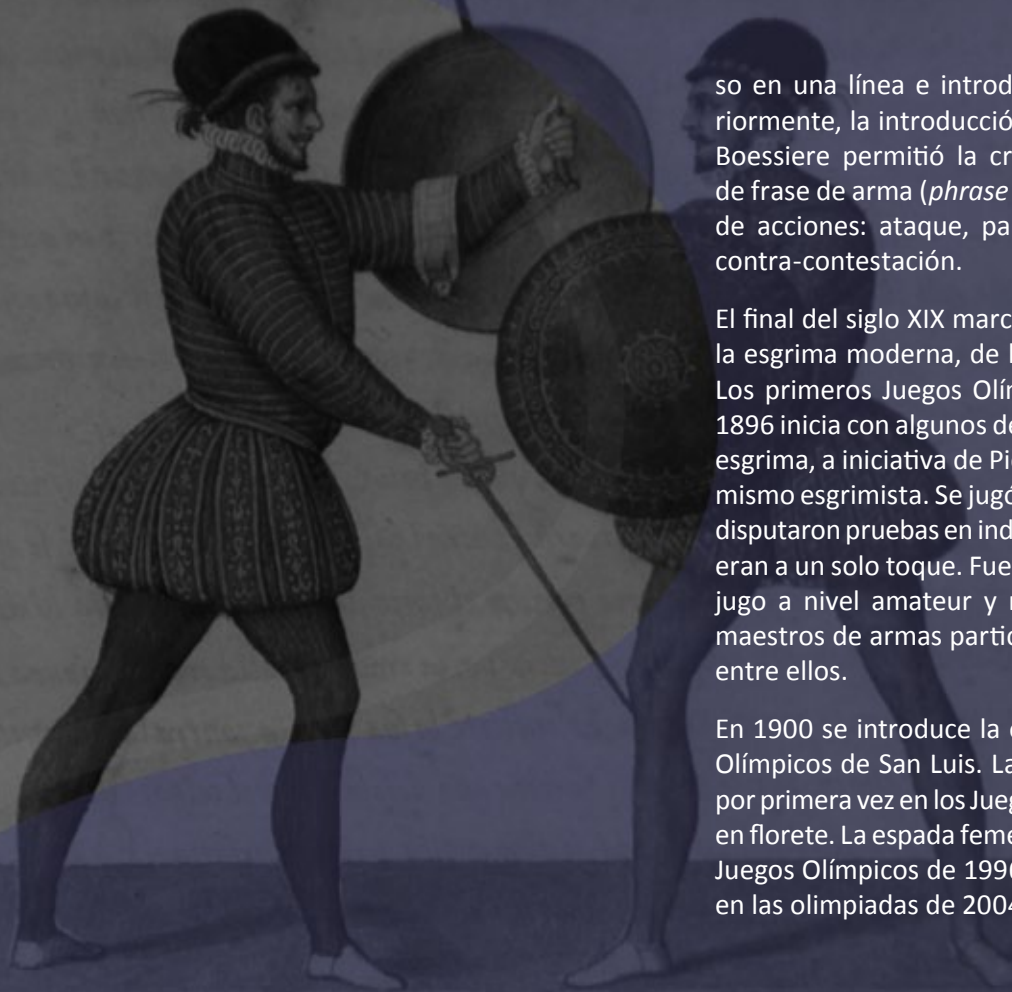 so en una línea e introd
riormente, la introducció
Boessiere permitió la cr
de frase de arma (phrase
de acciones: ataque, pa
contra-contestación.
El final del siglo XIX marc
la esgrima moderna, de l
Los primeros Juegos Olím
1896 inicia con algunos de
esgrima, a iniciativa de Pie
mismo esgrimista. Se jugó
disputaron pruebas en ind
eran a un solo toque. Fue
jugo a nivel amateur y
maestros de armas partic
entre ellos.
En 1900 se introduce la
Olímpicos de San Luis. La
por primera vez en los Jueg
en florete. La espada feme
Juegos Olímpicos de 1996
en las olimpiadas de 2004